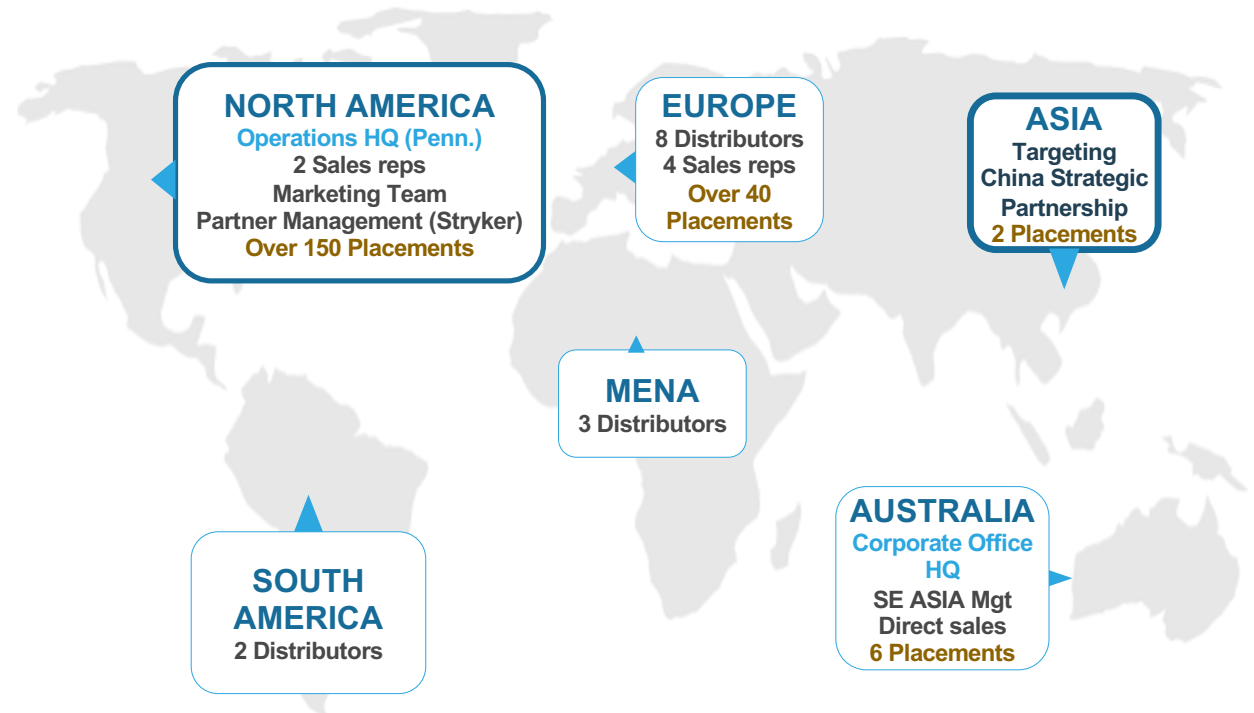 NORTH AMERICA
Operations HQ (Penn.)
2 Sales reps
Marketing Team
Partner Management (Stryker)
Over 150 Placements
EUROPE
8 Distributors
4 Sales reps
Over 40
Placements
ASIA
Targeting
China Strategic
Partnership
2 Placements
MENA
3 Distributors
SOUTH
AMERICA
2 Distributors
AUSTRALIA
Corporate Office
HQ
SE ASIA Mgt
Direct sales
6 Placements